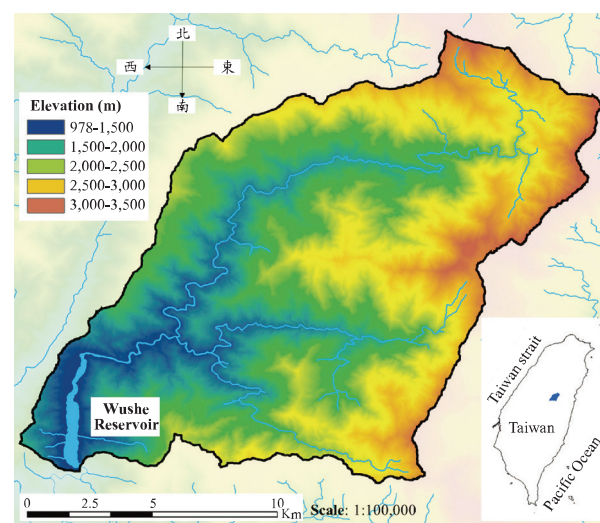 北
西
東
南
Elevation (m)
978-1,500
1,500-2,000
2,000-2,500
2,500-3,000
3,000-3,500
Wushe
Reservoir
Taiwan strait
Taiwan
Pacific Ocean
0 2.5 5 10
Km
Scale: 1:100,000